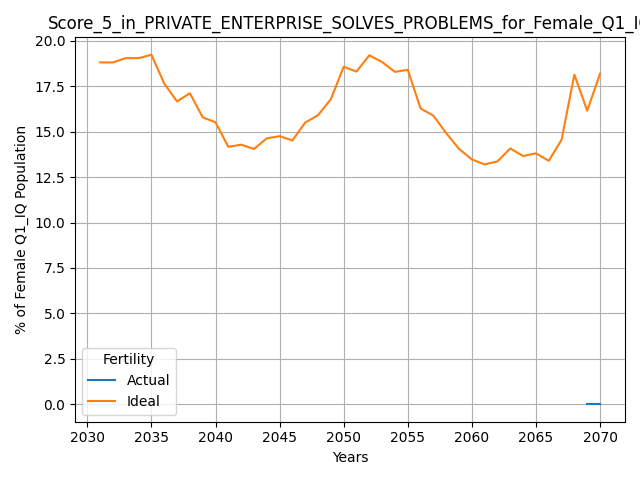 Score_5_in_PRIVATE_ENTERPRISE_SOLVES_PROBLEMS_for_Female_Q1_IQ
% of Female Q1_IQ Population
20.0
17.5
15.0
12.5
10.0
7.5
5.0
2.5
0.0
Fertility
Actual
Ideal
2030 2035 2040 2045 2050 2055 2060 2065 2070
Years